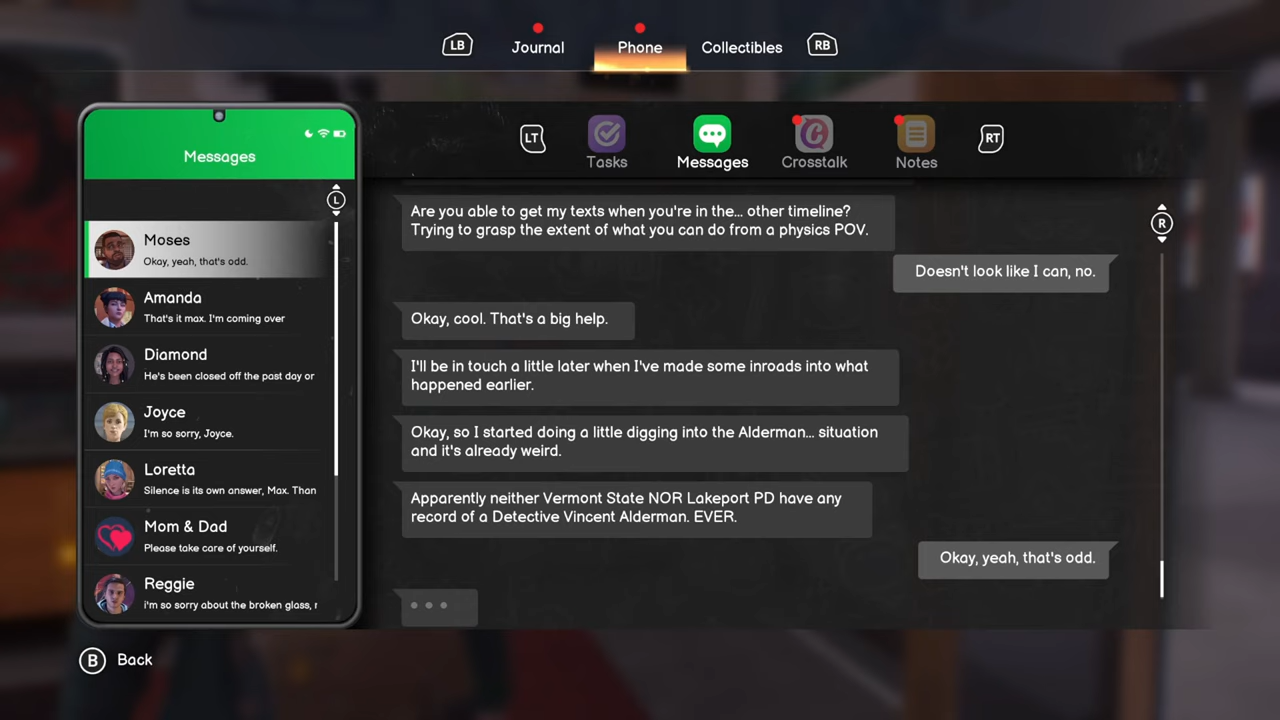 LB
Journal
Phone
Collectibles
RB
Messages
L
Moses
Okay, yeah, that's odd.
Amanda
That's it max. I'm coming over
Diamond
He's been closed off the past day or
Joyce
I'm so sorry, Joyce.
Loretta
Silence is its own answer, Max. Than
Mom & Dad
Please take care of yourself.
Reggie
i'm so sorry about the broken glass, r
LT
Tasks
Messages
Crosstalk
Notes
RT
Are you able to get my texts when you're in the... other timeline?
Trying to grasp the extent of what you can do from a physics POV.
Doesn't look like I can, no.
Okay, cool. That's a big help.
I'll be in touch a little later when I've made some inroads into what
happened earlier.
Okay, so I started doing a little digging into the Alderman... situation
and it's already weird.
Apparently neither Vermont State NOR Lakeport PD have any
record of a Detective Vincent Alderman. EVER.
Okay, yeah, that's odd.
R
B Back